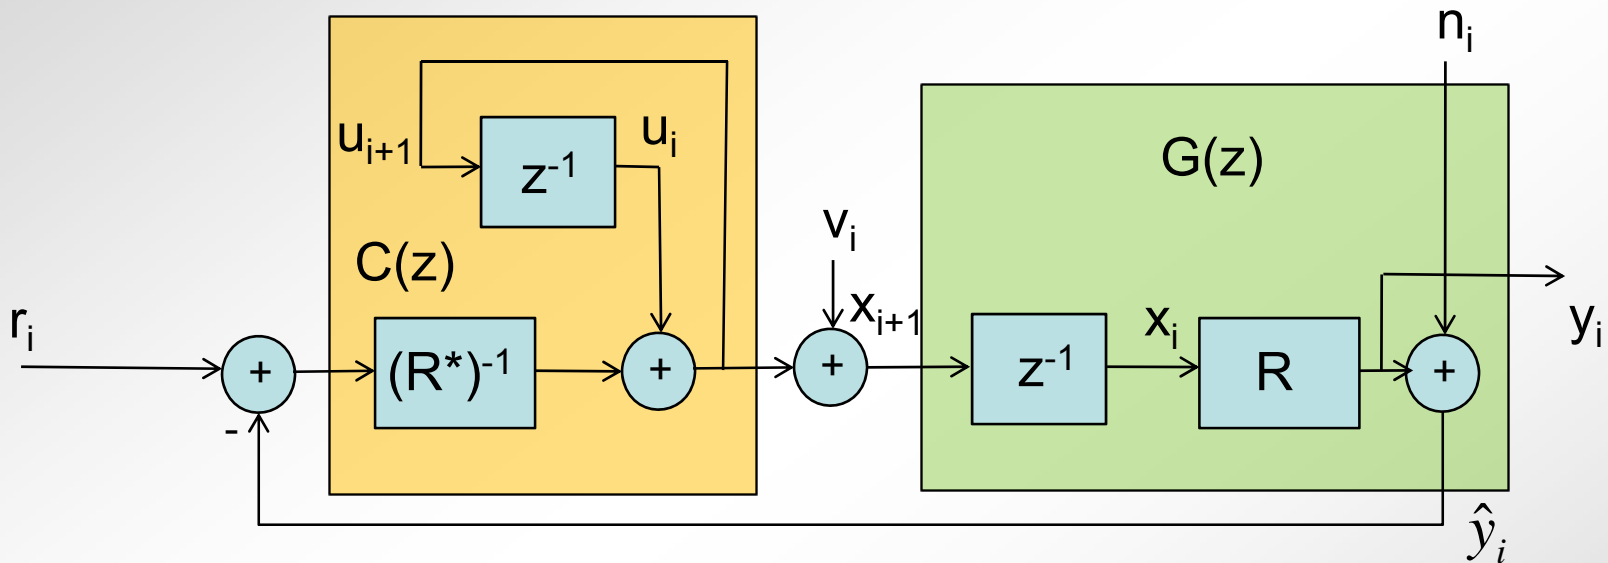 nᵢ
uᵢ₊₁
uᵢ
z⁻¹
G(z)
vᵢ
C(z)
xᵢ₊₁
xᵢ
rᵢ
yᵢ
+
(R*)⁻¹
+
+
z⁻¹
R
+
-
ŷᵢ